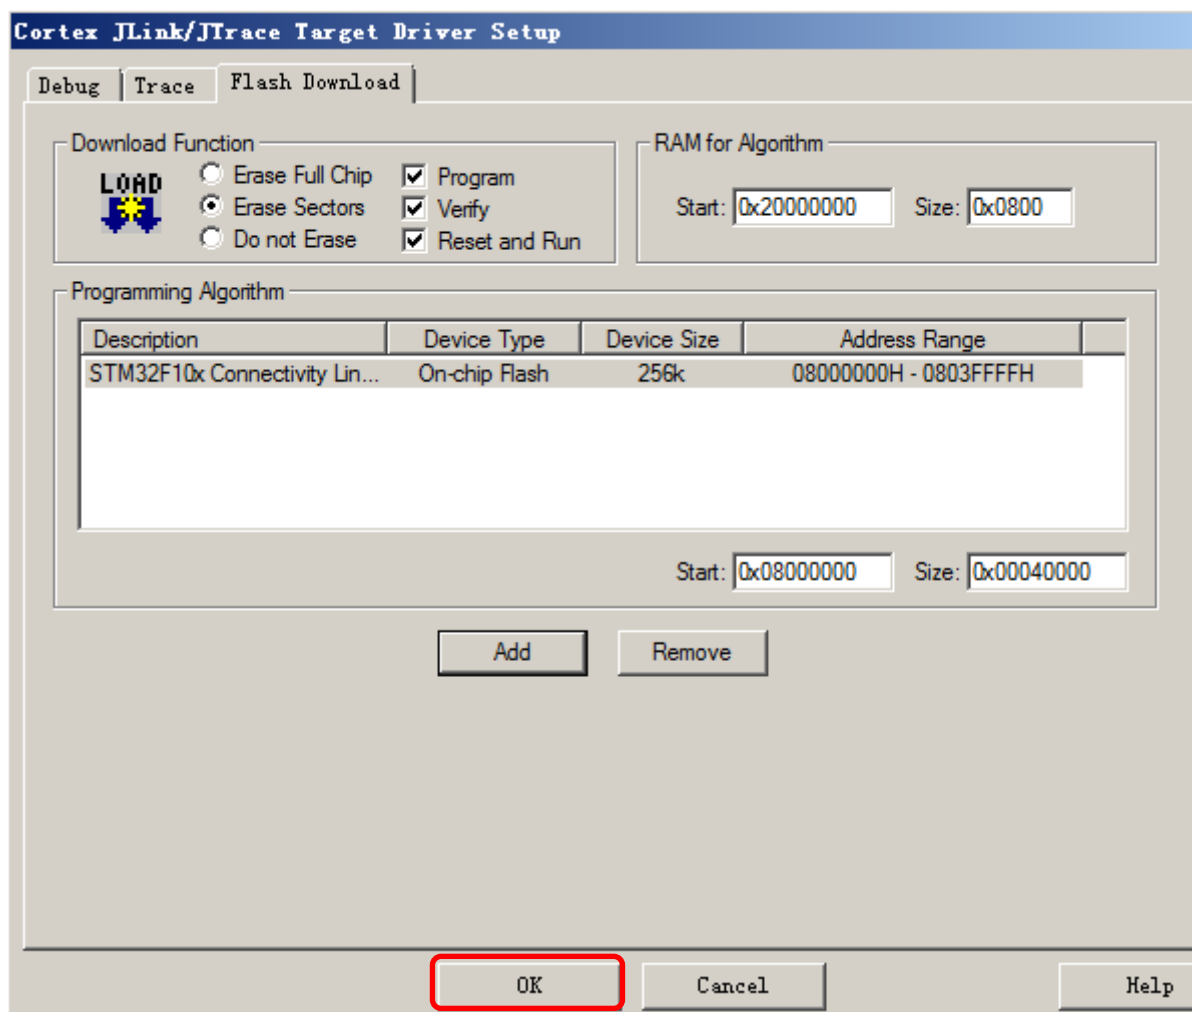 Cortex JLink/JTrace Target Driver Setup
Debug Trace Flash Download
Download Function
LOAD
Erase Full Chip
Erase Sectors
Do not Erase
Program
Verify
Reset and Run
RAM for Algorithm
Start: 0x20000000 Size: 0x0800
Programming Algorithm
Description Device Type Device Size Address Range
STM32F10x Connectivity Lin... On-chip Flash 256k 08000000H - 0803FFFFH
Start: 0x08000000 Size: 0x00040000
Add Remove
OK Cancel Help